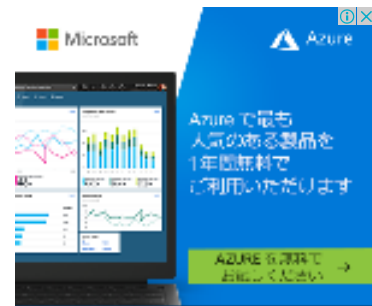 Microsoft
Azure
Azure で最も
人気のある製品を
1年間無料で
ご利用いただけます
AZURE を無料で
お試しください →